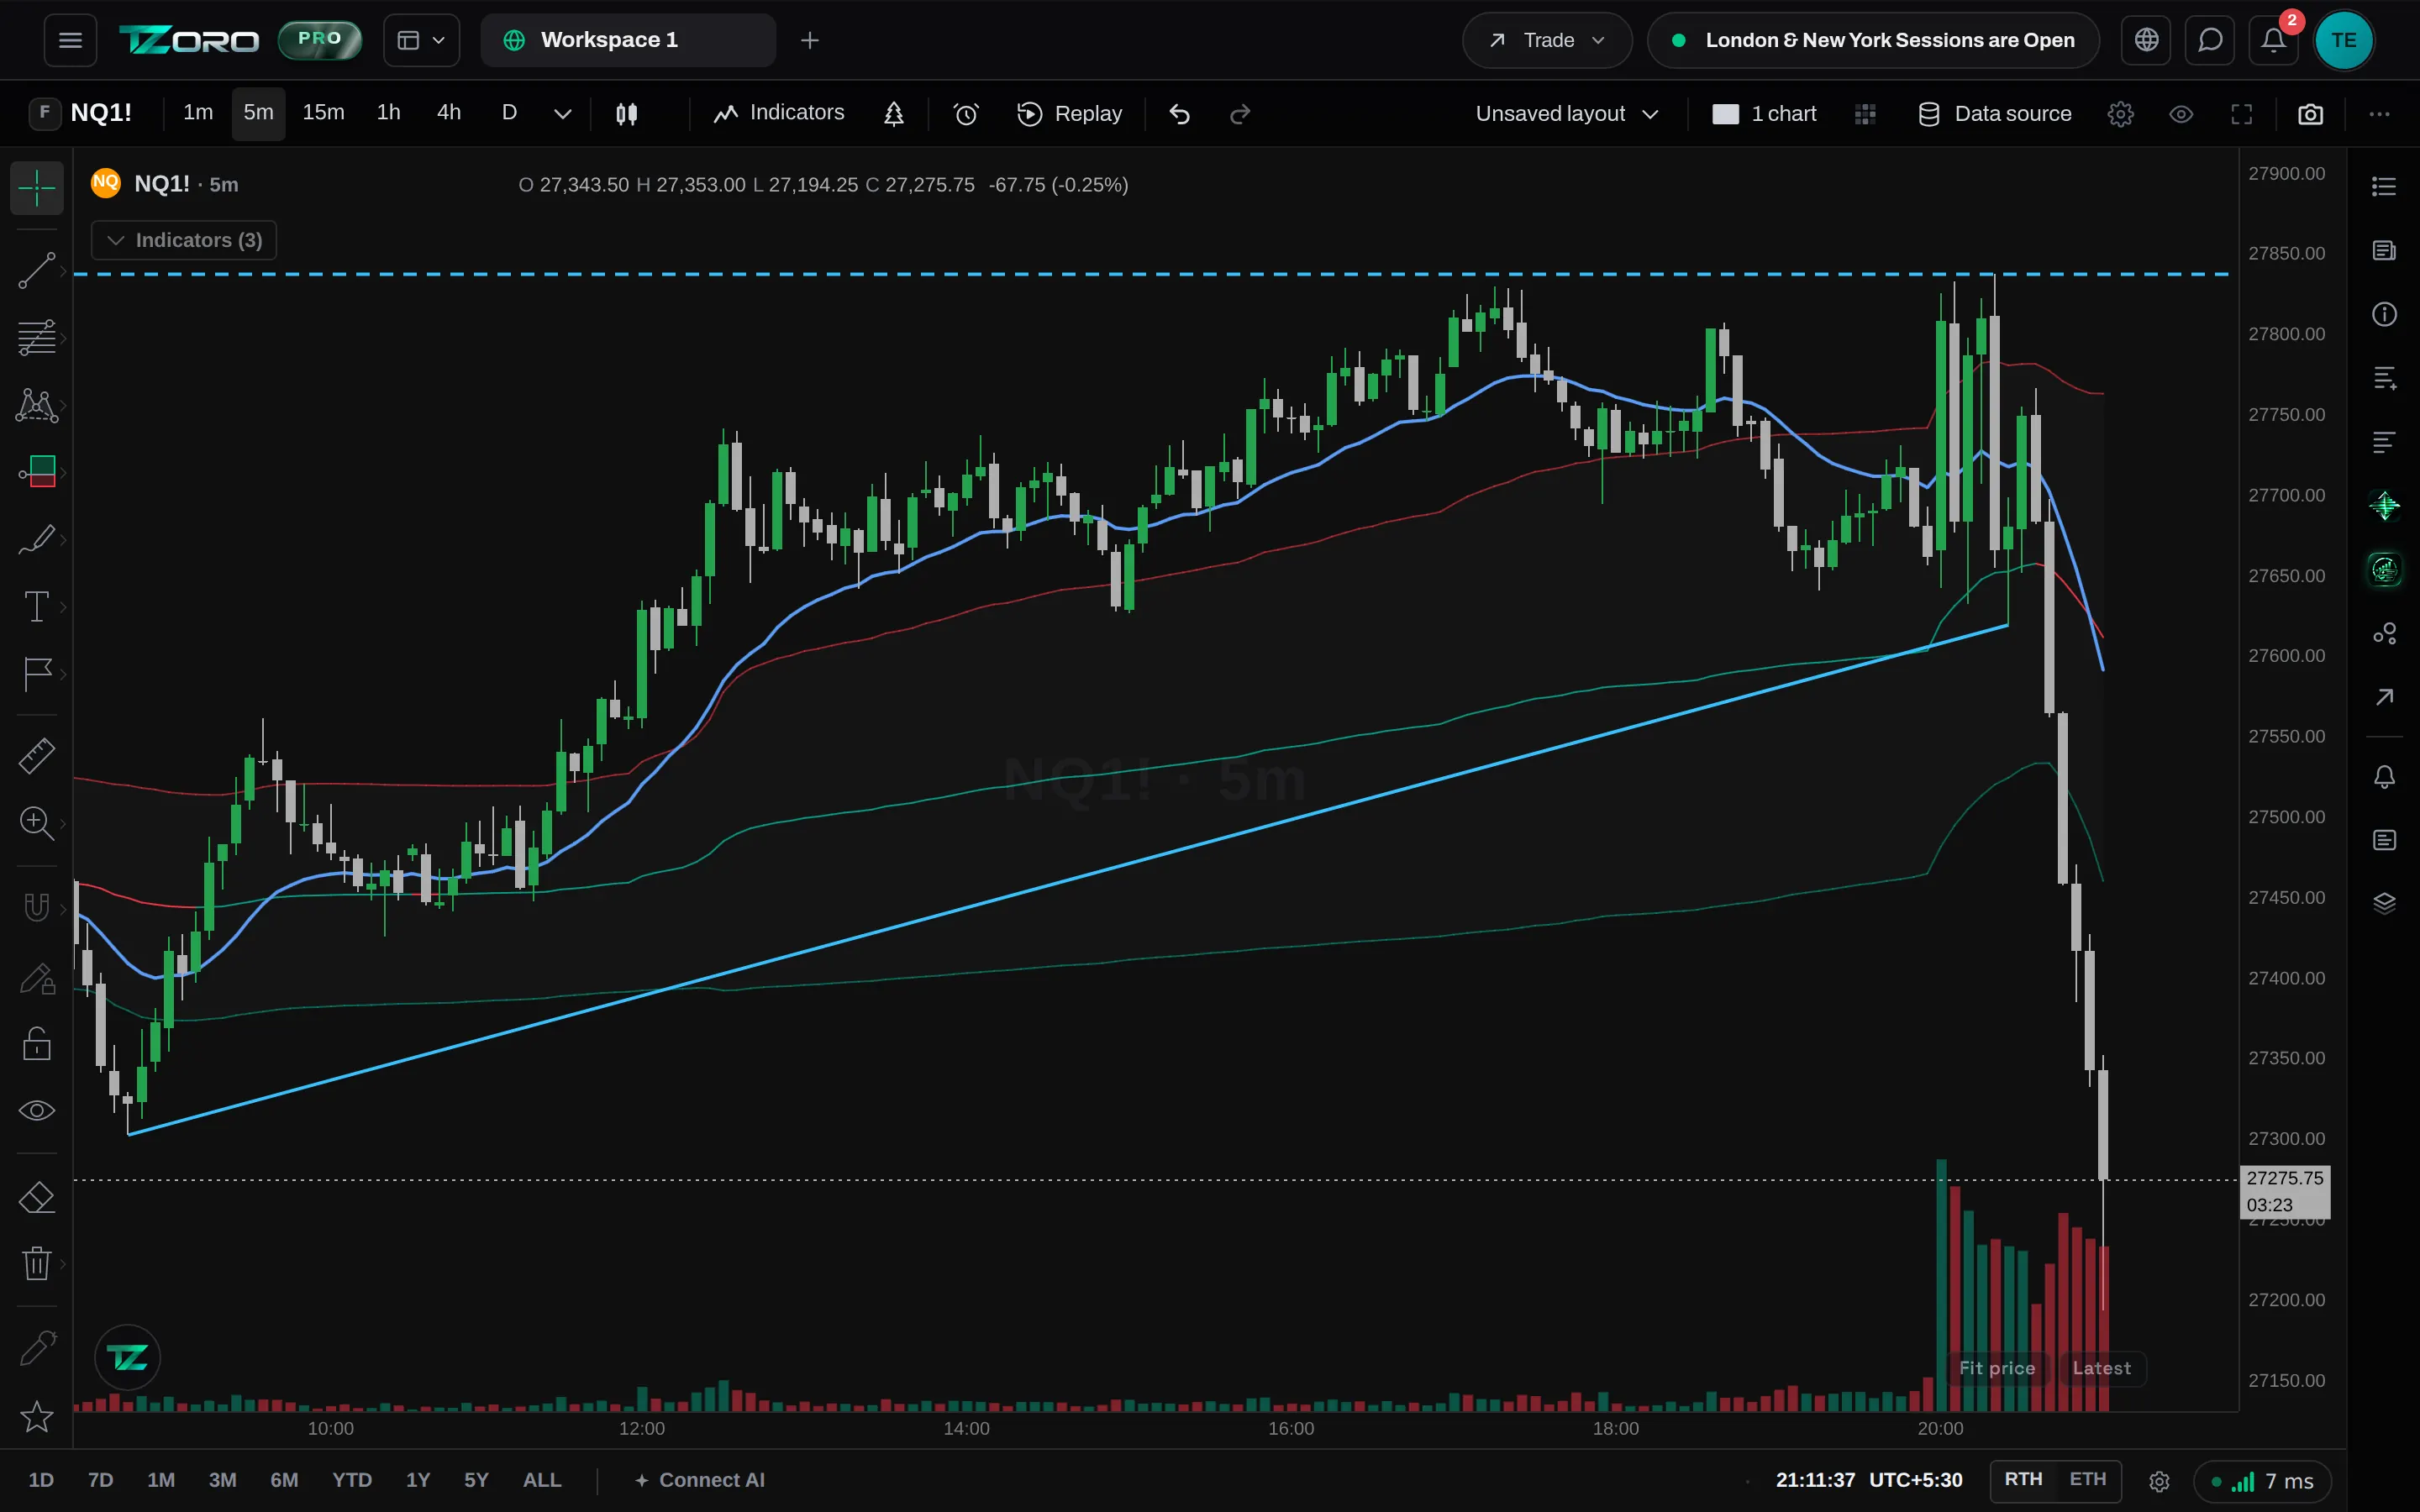 TZORO PRO Workspace 1 Trade London & New York Sessions are Open 2 TE
F NQ1! 1m 5m 15m 1h 4h D Indicators Replay Unsaved layout 1 chart Data source
NQ NQ1! · 5m O 27,343.50 H 27,353.00 L 27,194.25 C 27,275.75 -67.75 (-0.25%)
Indicators (3)
27900.00
27850.00
27800.00
27750.00
27700.00
27650.00
27600.00
27550.00
NQ1! · 5m
27500.00
27450.00
27400.00
27350.00
27300.00
27275.75
03:23
27250.00
27200.00
Fit price Latest
27150.00
TZ
10:00 12:00 14:00 16:00 18:00 20:00
1D 7D 1M 3M 6M YTD 1Y 5Y ALL Connect AI 21:11:37 UTC+5:30 RTH ETH 7 ms